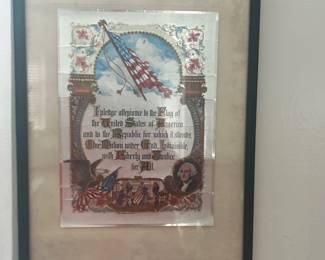 I pledge allegiance to the Flag of
the United States of America
and to the Republic for which it stands,
One Nation under God, Indivisible,
with Liberty and Justice
for All.